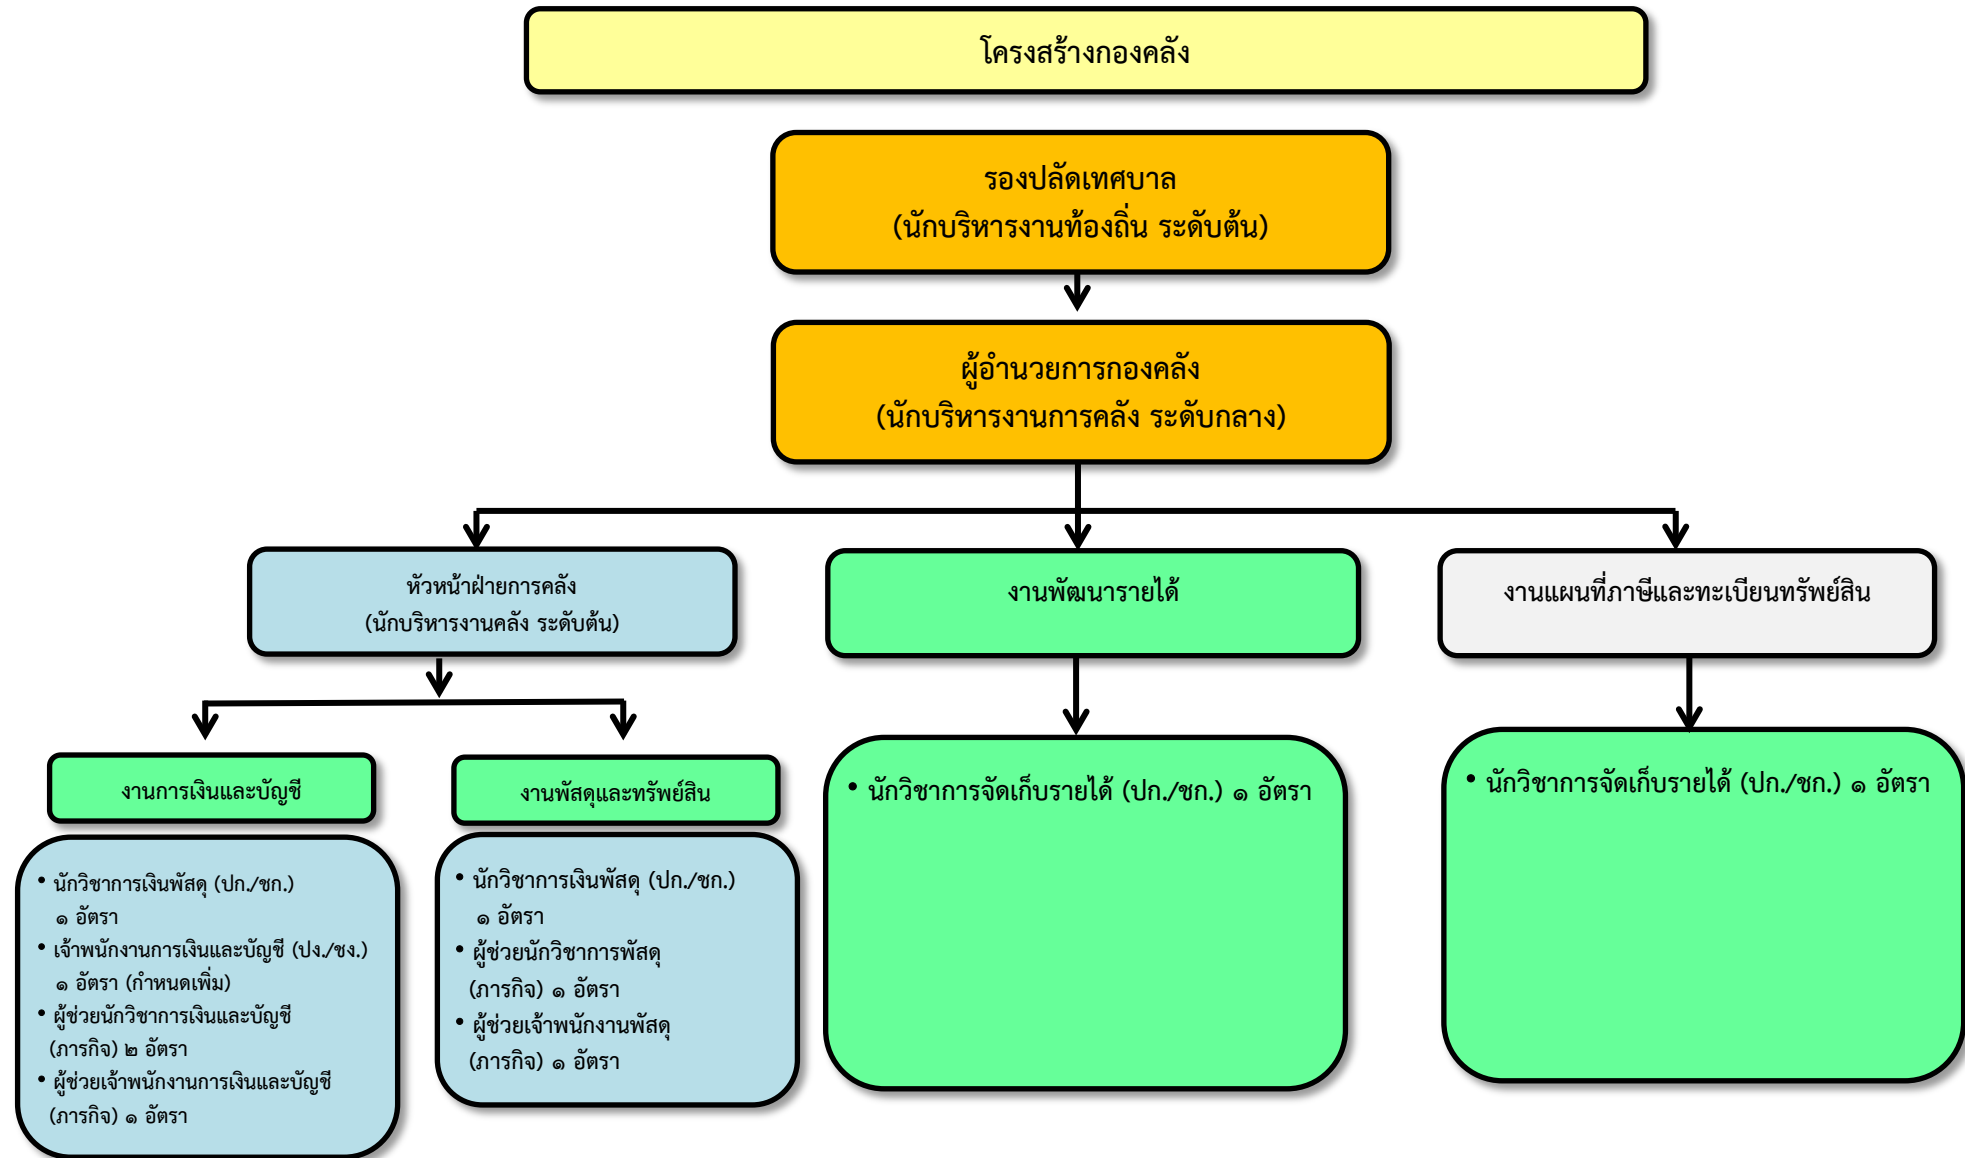 โครงสร้างกองคลัง
รองปลัดเทศบาล
(นักบริหารงานท้องถิ่น ระดับต้น)
ผู้อำนวยการกองคลัง
(นักบริหารงานการคลัง ระดับกลาง)
หัวหน้าฝ่ายการคลัง
(นักบริหารงานคลัง ระดับต้น)
งานพัฒนารายได้
งานแผนที่ภาษีและทะเบียนทรัพย์สิน
งานการเงินและบัญชี
• นักวิชาการเงินพัสดุ (ปก./ชก.)
๑ อัตรา
• เจ้าพนักงานการเงินและบัญชี (ปง./ชง.)
๑ อัตรา (กำหนดเพิ่ม)
• ผู้ช่วยนักวิชาการเงินและบัญชี
(ภารกิจ) ๒ อัตรา
• ผู้ช่วยเจ้าพนักงานการเงินและบัญชี
(ภารกิจ) ๑ อัตรา
งานพัสดุและทรัพย์สิน
• นักวิชาการเงินพัสดุ (ปก./ชก.)
๑ อัตรา
• ผู้ช่วยนักวิชาการพัสดุ
(ภารกิจ) ๑ อัตรา
• ผู้ช่วยเจ้าพนักงานพัสดุ
(ภารกิจ) ๑ อัตรา
• นักวิชาการจัดเก็บรายได้ (ปก./ชก.) ๑ อัตรา
• นักวิชาการจัดเก็บรายได้ (ปก./ชก.) ๑ อัตรา